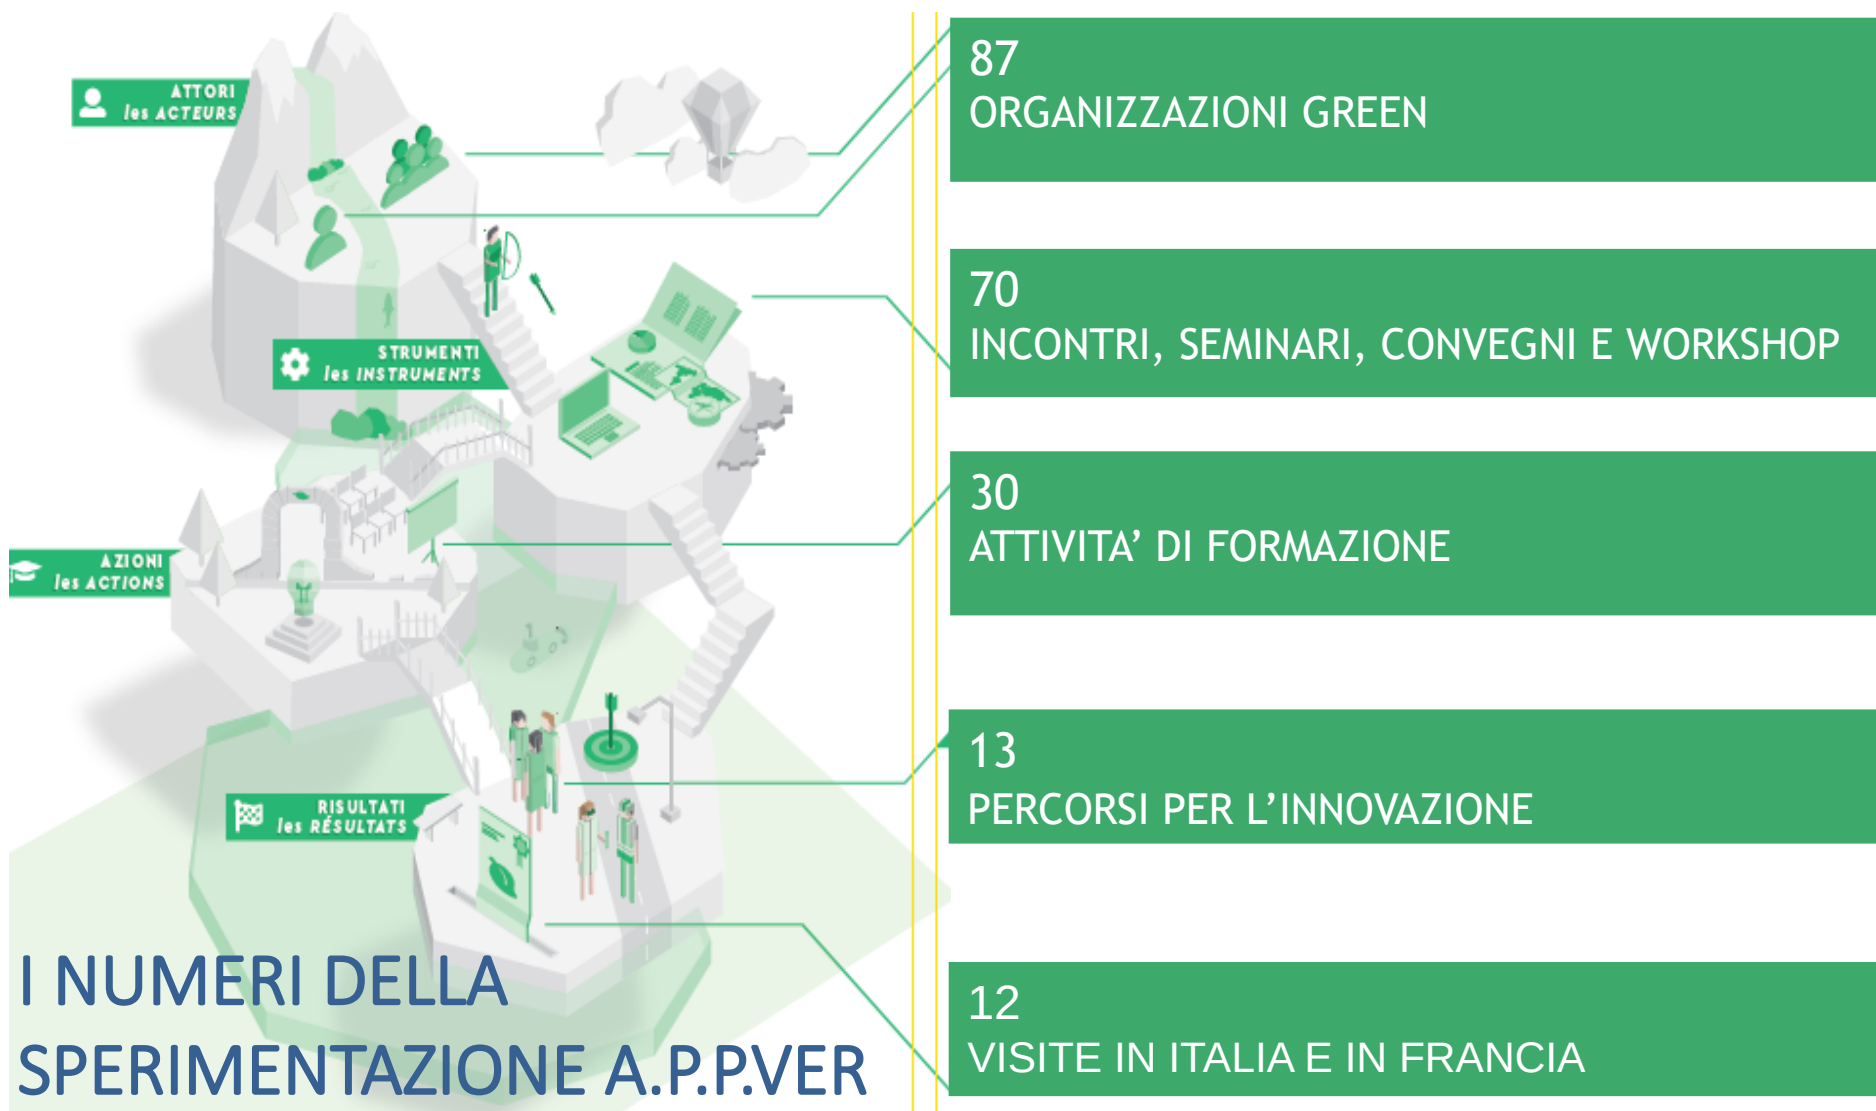 ATTORI
les ACTEURS
STRUMENTI
les INSTRUMENTS
AZIONI
les ACTIONS
RISULTATI
les RÉSULTATS
I NUMERI DELLA
SPERIMENTAZIONE A.P.P.VER
87
ORGANIZZAZIONI GREEN
70
INCONTRI, SEMINARI, CONVEGNI E WORKSHOP
30
ATTIVITA’ DI FORMAZIONE
13
PERCORSI PER L’INNOVAZIONE
12
VISITE IN ITALIA E IN FRANCIA